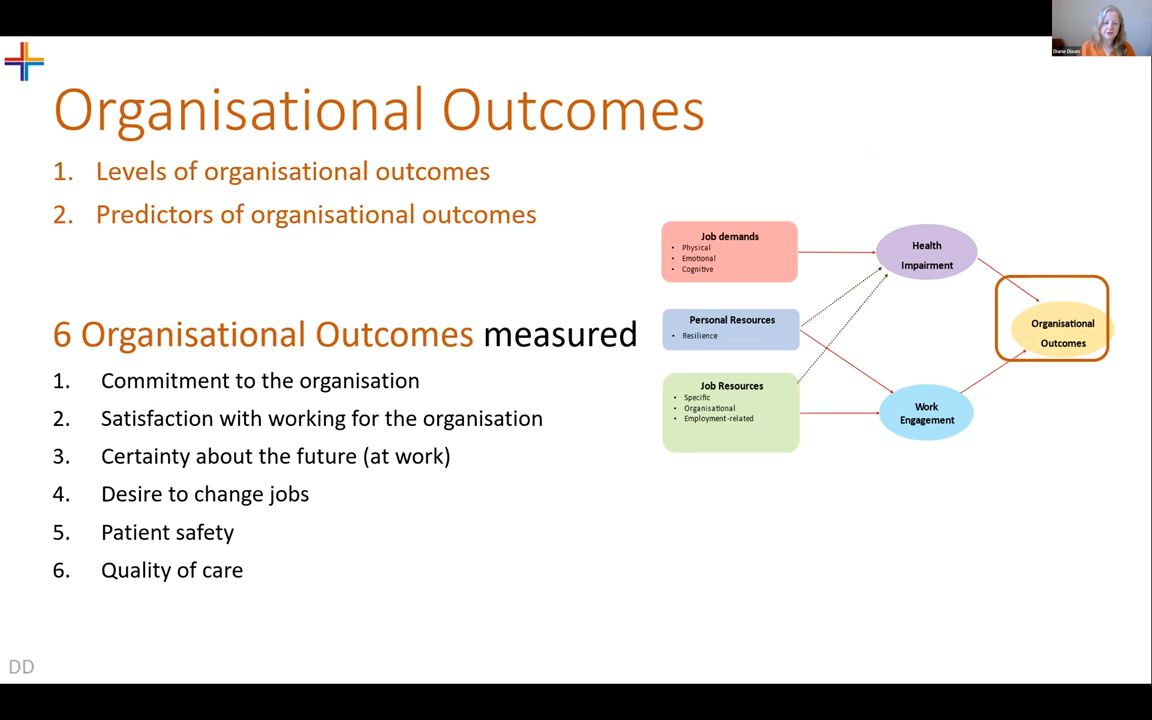 Diane Dixon
Organisational Outcomes
1. Levels of organisational outcomes
2. Predictors of organisational outcomes
6 Organisational Outcomes measured
1. Commitment to the organisation
2. Satisfaction with working for the organisation
3. Certainty about the future (at work)
4. Desire to change jobs
5. Patient safety
6. Quality of care
Job demands
• Physical
• Emotional
• Cognitive
Personal Resources
• Resilience
Job Resources
• Specific
• Organisational
• Employment-related
Health
Impairment
Work
Engagement
Organisational
Outcomes
DD